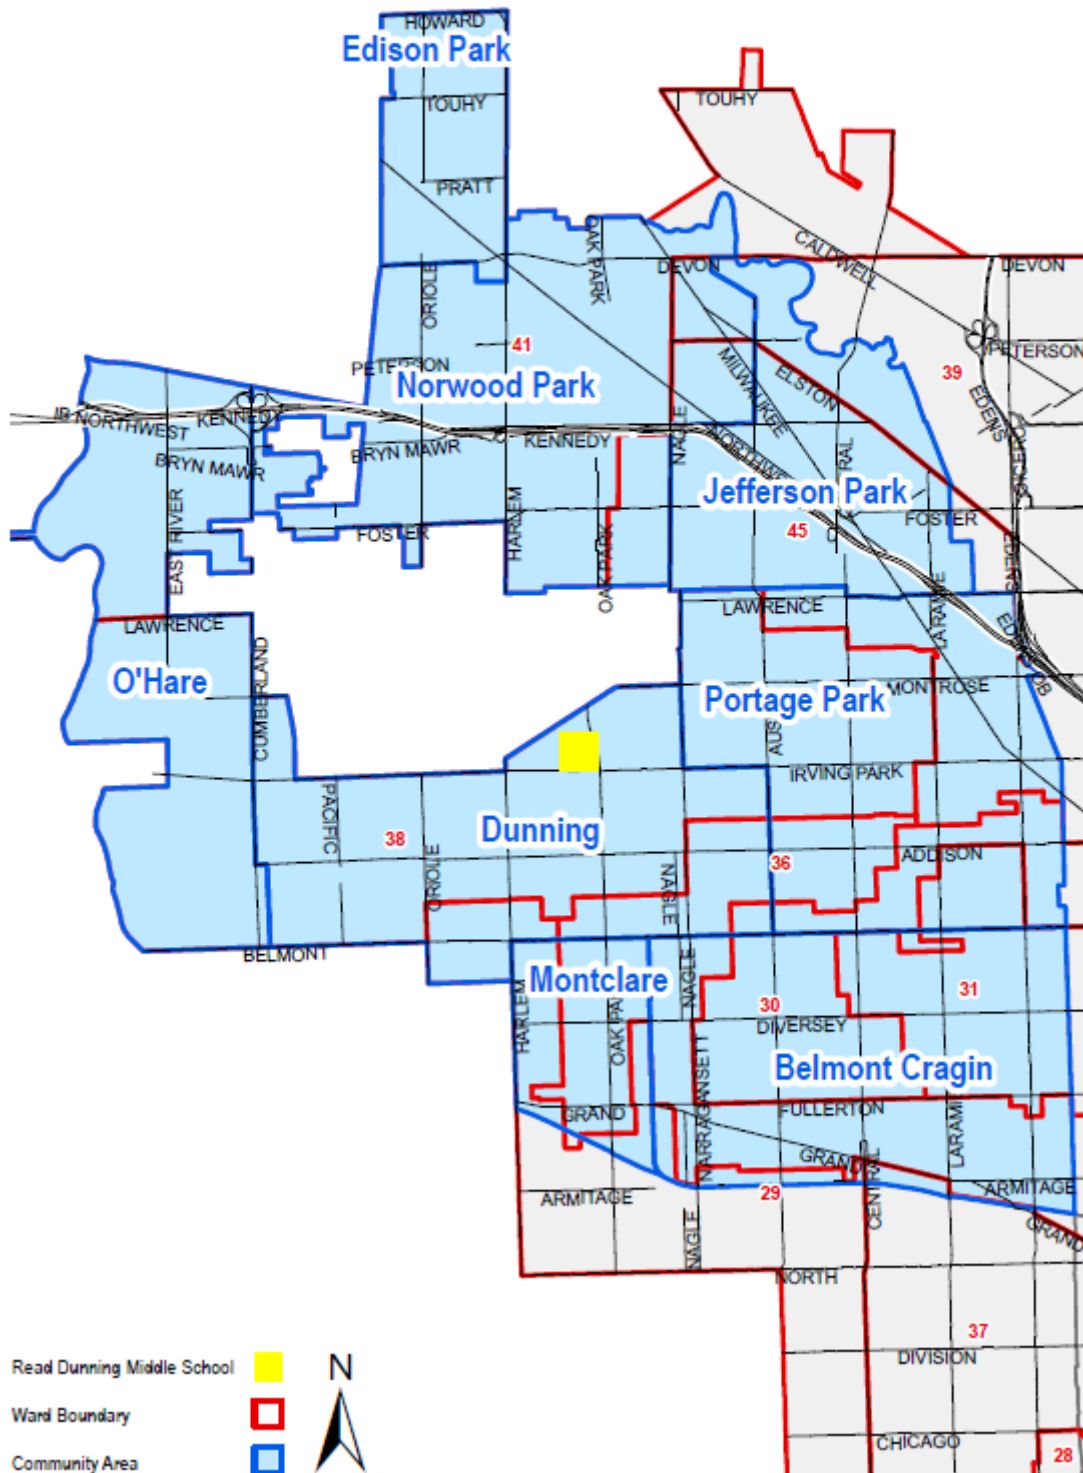 HOWARD
Edison Park
TOUHY
TOUHY
PRATT
OAK PARK
CALDWELL
DEVON
DEVON
ORIOLE
41
PETERSON
PETERSON
MILWAUKEE
ELSTON
39
Norwood Park
EDENS
IB NORTHWEST
KENNEDY
KENNEDY
NAGLE
BRYN MAWR
BRYN MAWR
Jefferson Park
CICERO
FOSTER
FOSTER
45
EAST RIVER
HARLEM
OAK PARK
EDENS
LAWRENCE
LAWRENCE
LARAMIE
O'Hare
CUMBERLAND
MONTROSE
Portage Park
IRVING PARK
PACIFIC
38
Dunning
ORIOLE
36
ADDISON
NAGLE
BELMONT
Montclare
NAGLE
31
HARLEM
30
DIVERSEY
Belmont Cragin
NARRAGANSETT
GRAND
FULLERTON
LARAMI
GRAND
ARMITAGE
29
CENTRAL
ARMITAGE
NAGLE
GRAND
NORTH
37
DIVISION
CHICAGO
28
Read Dunning Middle School
N
Ward Boundary
Community Area